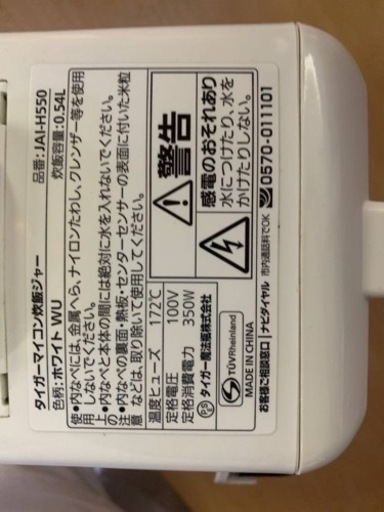 タイガーマイコン炊飯ジャー 品番:JAI-H550
色柄:ホワイト WU 炊飯容量:0.54L
使用上の注意
・内なべには、金属へら、ナイロンたわし、クレンザー等を使用しないでください。
・内なべと本体の間には絶対に水を入れないでください。
・内なべの裏面・熱板・センターセンサーの表面に付いた米粒などは、取り除いて使用してください。
温度ヒューズ 172℃
定格電圧 100V
定格消費電力 350W
PSE タイガー魔法瓶株式会社
警告
感電のおそれあり
水につけたり、水を
かけたりしない。
TÜVRheinland
MADE IN CHINA
お客様ご相談窓口 ナビダイヤル 市内通話料でOK 0570-011101